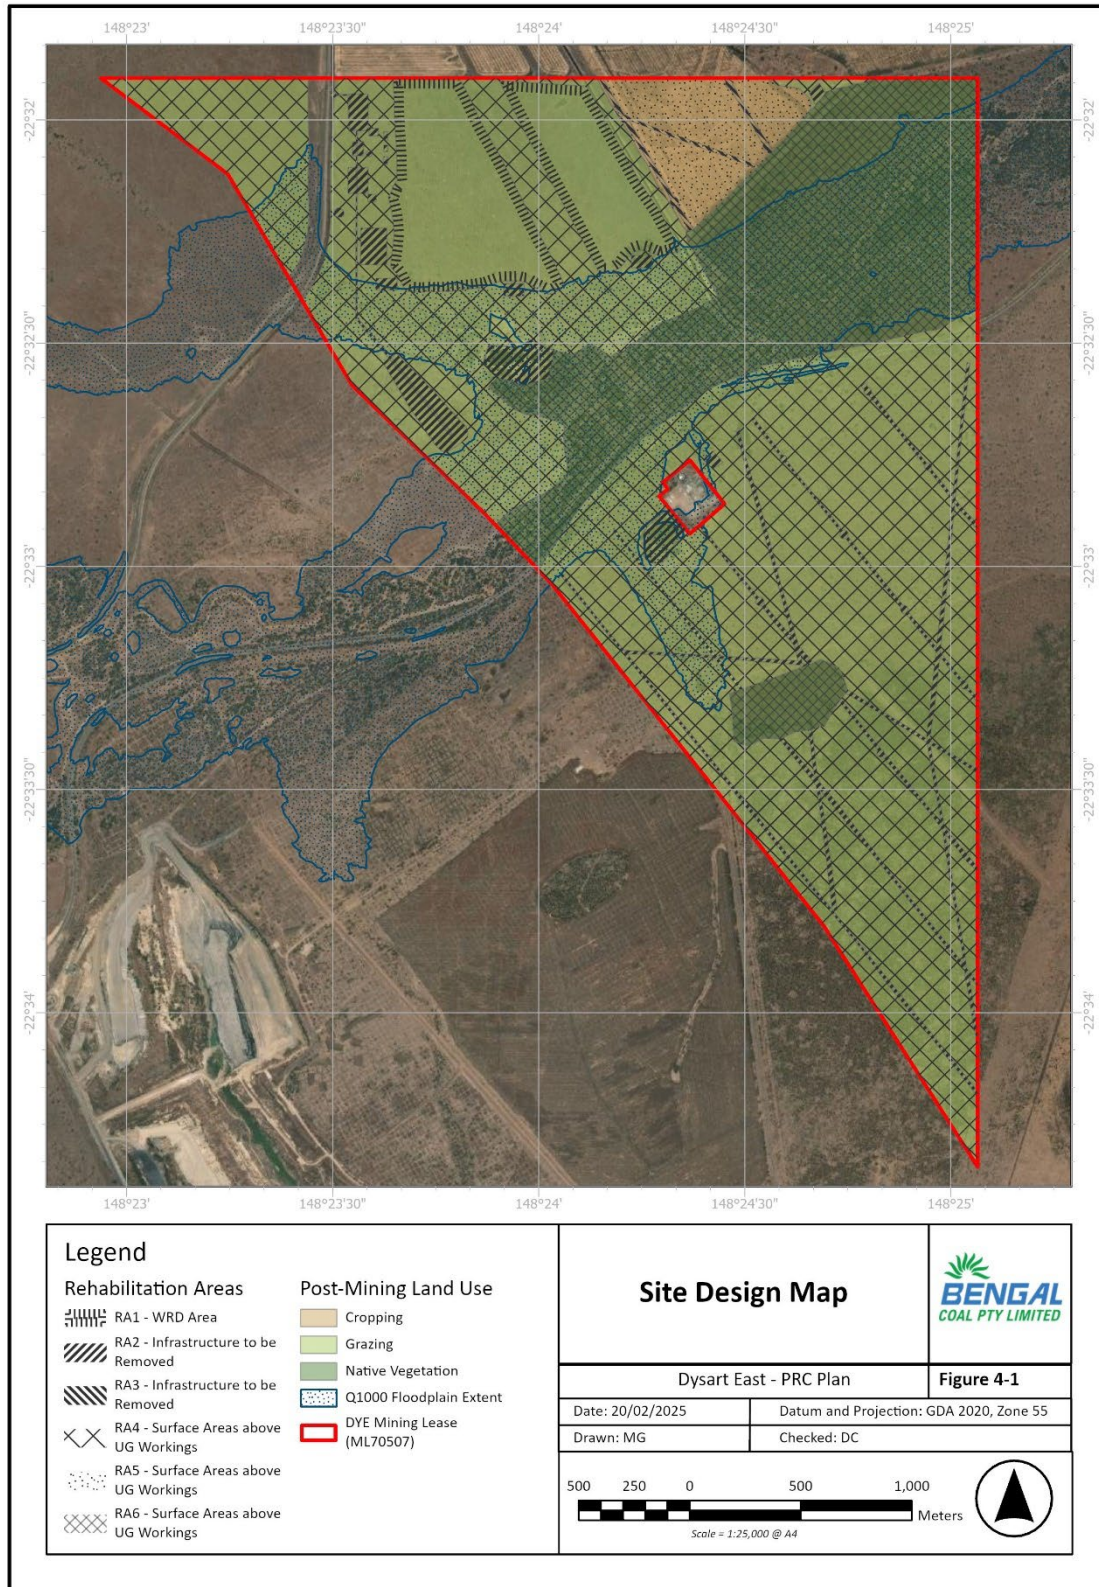 148°23'
148°23'30"
148°24'
148°24'30"
148°25'
-22°32'
-22°32'
-22°32'30"
-22°32'30"
-22°33'
-22°33'
-22°33'30"
-22°33'30"
-22°34'
-22°34'
148°23'
148°23'30"
148°24'
148°24'30"
148°25'
Legend
Rehabilitation Areas
RA1 - WRD Area
RA2 - Infrastructure to be
Removed
RA3 - Infrastructure to be
Removed
RA4 - Surface Areas above
UG Workings
RA5 - Surface Areas above
UG Workings
RA6 - Surface Areas above
UG Workings
Post-Mining Land Use
Cropping
Grazing
Native Vegetation
Q1000 Floodplain Extent
DYE Mining Lease
(ML70507)
Site Design Map
BENGAL
COAL PTY LIMITED
Dysart East - PRC Plan
Figure 4-1
Date: 20/02/2025
Datum and Projection: GDA 2020, Zone 55
Drawn: MG
Checked: DC
500 250 0 500 1,000
Meters
Scale = 1:25,000 @ A4